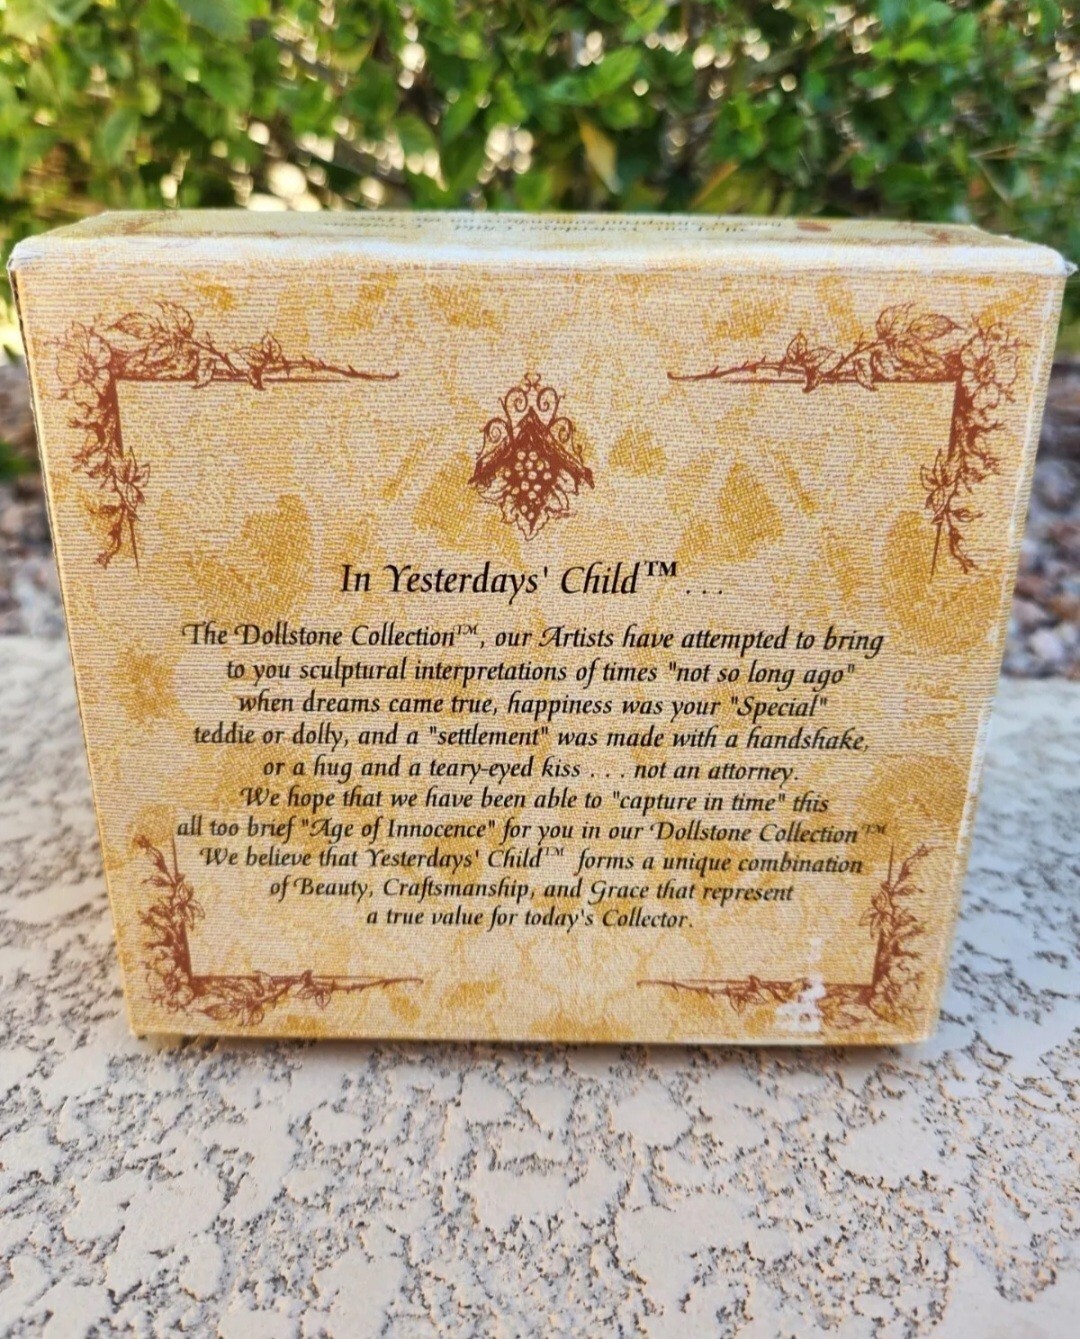 In Yesterdays' Child™...
The Dollstone Collection™, our Artists have attempted to bring
to you sculptural interpretations of times "not so long ago"
when dreams came true, happiness was your "Special"
teddie or dolly, and a "settlement" was made with a handshake,
or a hug and a teary-eyed kiss . . . not an attorney.
We hope that we have been able to "capture in time" this
all too brief "Age of Innocence" for you in our Dollstone Collection™
We believe that Yesterdays' Child™ forms a unique combination
of Beauty, Craftsmanship, and Grace that represent
a true value for today's Collector.